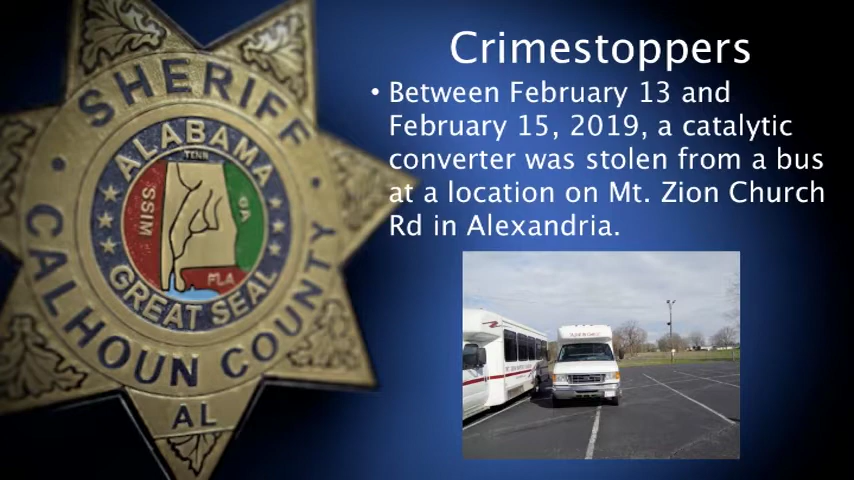 Crimestoppers
• Between February 13 and
February 15, 2019, a catalytic
converter was stolen from a bus
at a location on Mt. Zion Church
Rd in Alexandria.
SHERIFF
ALABAMA
TENN
SSIM
GA
FLA
GREAT SEAL
CALHOUN COUNTY
AL